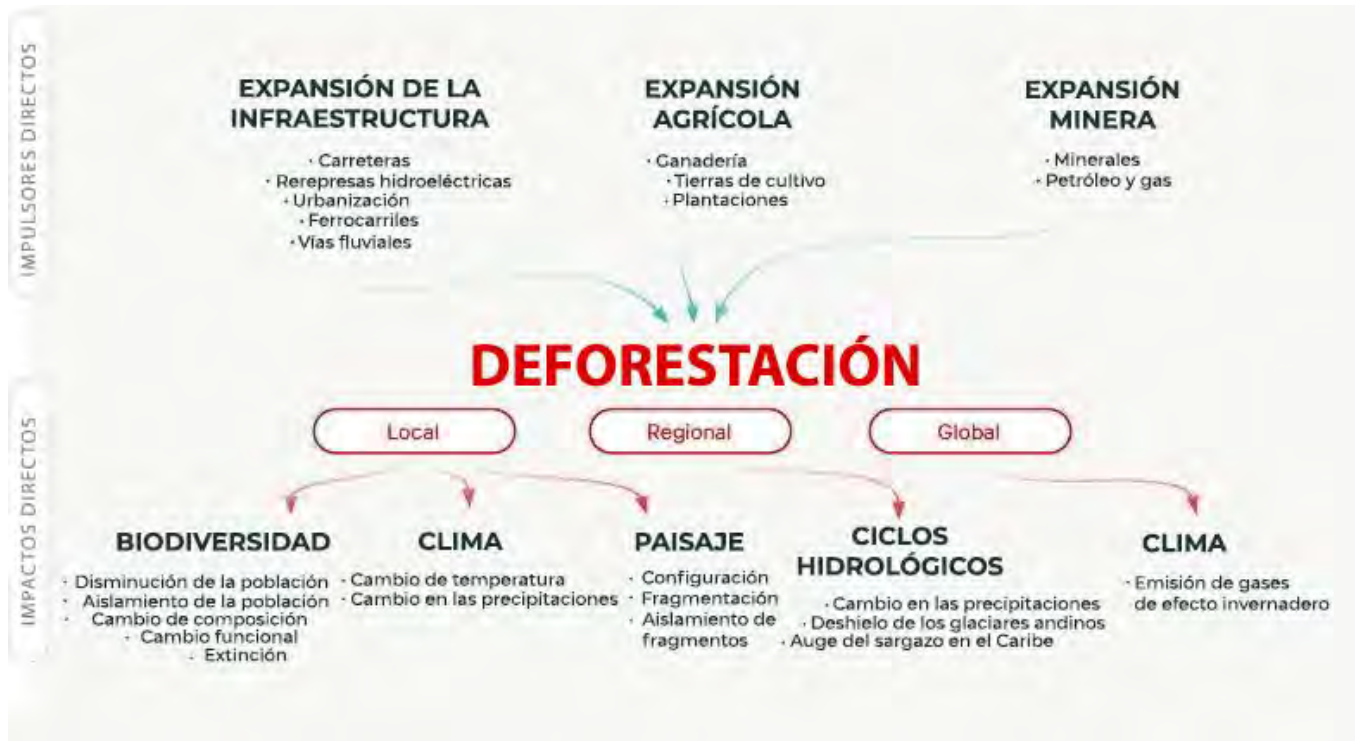 IMPULSORES DIRECTOS
EXPANSIÓN DE LA
INFRAESTRUCTURA
· Carreteras
· Rerepresas hidroeléctricas
· Urbanización
· Ferrocarriles
· Vías fluviales
EXPANSIÓN
AGRÍCOLA
· Ganadería
· Tierras de cultivo
· Plantaciones
EXPANSIÓN
MINERA
· Minerales
· Petróleo y gas
DEFORESTACIÓN
Local
Regional
Global
IMPACTOS DIRECTOS
BIODIVERSIDAD
· Disminución de la población
· Aislamiento de la población
· Cambio de composición
· Cambio funcional
· Extinción
CLIMA
· Cambio de temperatura
· Cambio en las precipitaciones
PAISAJE
· Configuración
· Fragmentación
· Aislamiento de
fragmentos
CICLOS
HIDROLÓGICOS
· Cambio en las precipitaciones
· Deshielo de los glaciares andinos
· Auge del sargazo en el Caribe
CLIMA
· Emisión de gases
de efecto invernadero